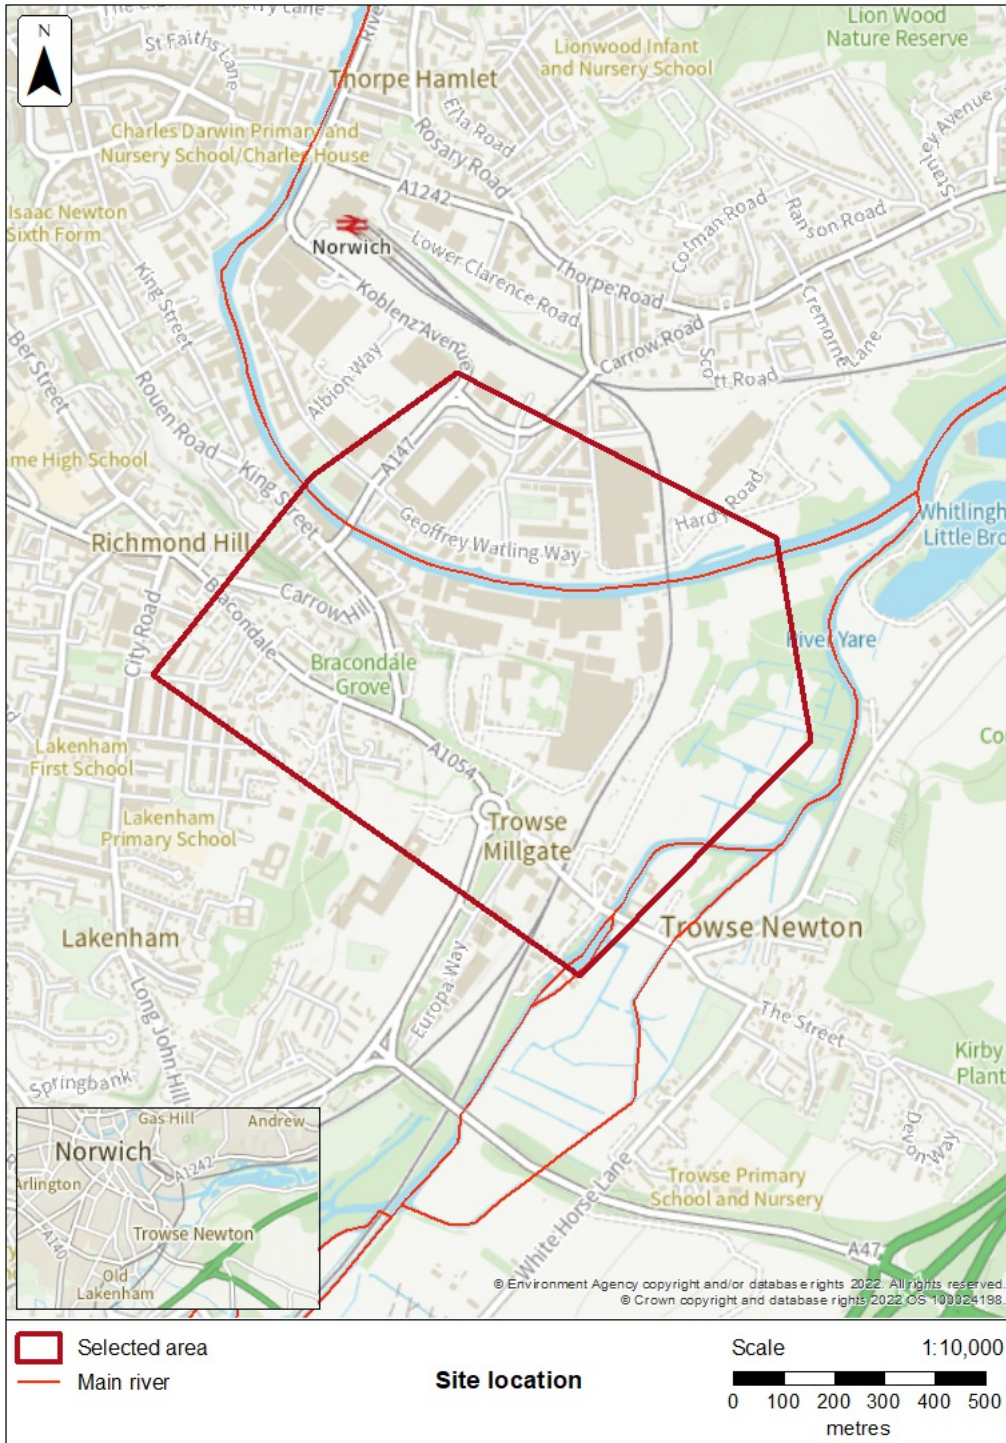 N
St Faiths Lane
Ferry Lane
River
Thorpe Hamlet
Lionwood Infant
and Nursery School
Lion Wood
Nature Reserve
Charles Darwin Primary and
Nursery School/Charles House
Ella Road
Rosary Road
A1242
Stanley Avenue
Isaac Newton
Sixth Form
Norwich
Lower Clarence Road
Cotman Road
Ranson Road
King Street
Koblenz Avenue
Thorpe Road
Cremorne Lane
Ber Street
Albion Way
Carrow Road
Scott Road
Rouen Road
me High School
King Street
A147
Geoffrey Watling Way
Hardy Road
Whitlingh
Little Bro
Richmond Hill
Bracondale
Carrow Hill
City Road
River Yare
Bracondale
Grove
Lakenham
First School
A1054
Co
Lakenham
Primary School
Trowse
Millgate
Lakenham
Trowse Newton
Europa Way
Long John Hill
The Street
Springbank
Kirby
Plant
Devon Way
Trowse Primary
School and Nursery
White Horse Lane
A47
Gas Hill
Andrew
Norwich
A1242
Arlington
Trowse Newton
A140
Old
Lakenham
© Environment Agency copyright and/or database rights 2022. All rights reserved.
© Crown copyright and database rights 2022 OS 100024198.
Selected area
Main river
Site location
Scale 1:10,000
0 100 200 300 400 500
metres